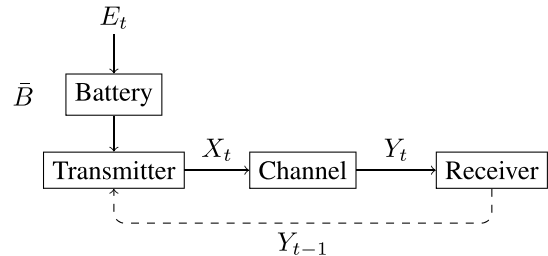 E_t
B̄ Battery
X_t Y_t
Transmitter Channel Receiver
Y_{t−1}